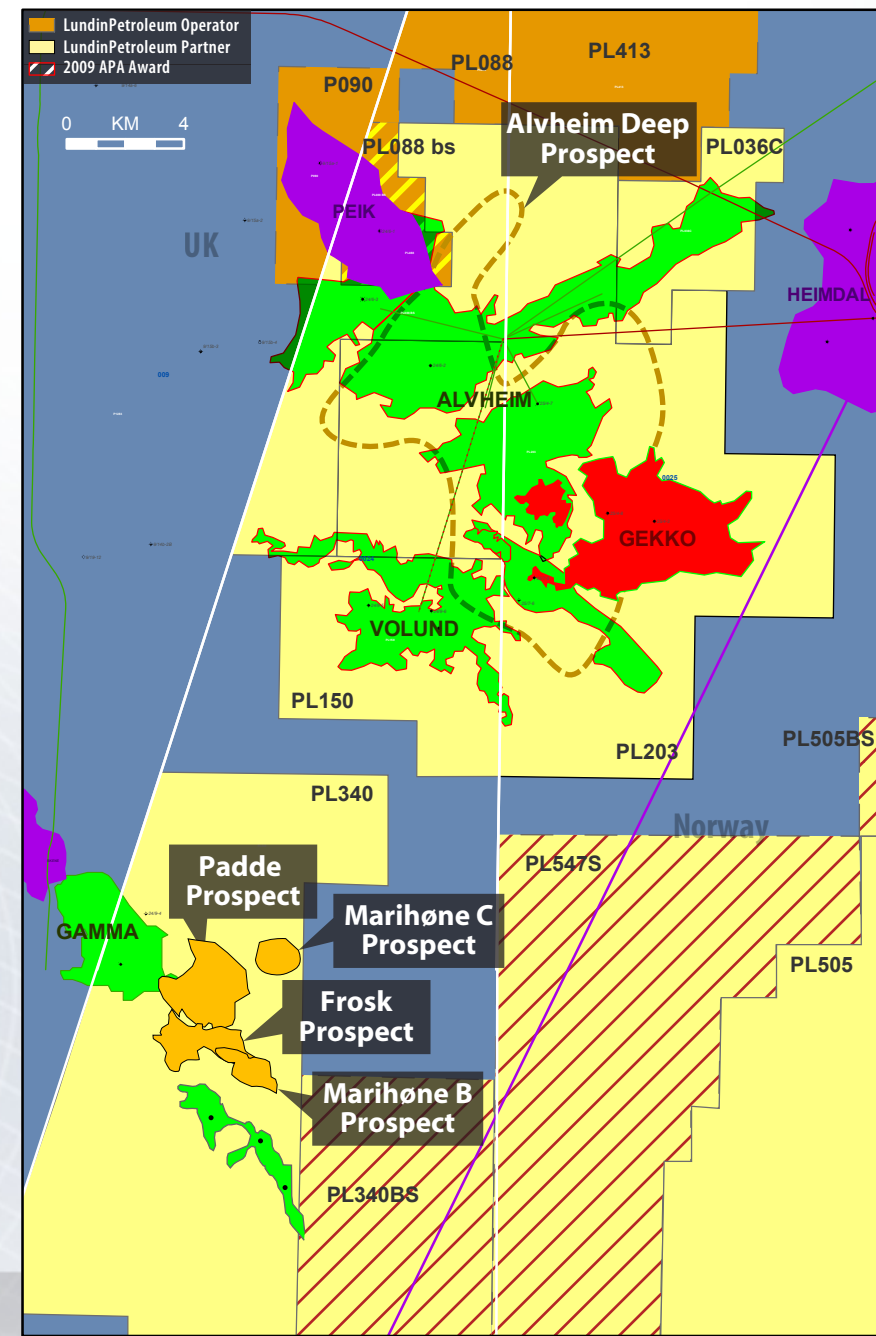 LundinPetroleum Operator
LundinPetroleum Partner
2009 APA Award
0 KM 4
P090
PL088
PL413
Alvheim Deep
Prospect
PL088 bs
PL036C
PEIK
UK
HEIMDAL
009
ALVHEIM
0025
GEKKO
VOLUND
PL150
PL203
PL505BS
PL340
Norway
PL547S
Padde
Prospect
Marihøne C
Prospect
GAMMA
PL505
Frosk
Prospect
Marihøne B
Prospect
PL340BS